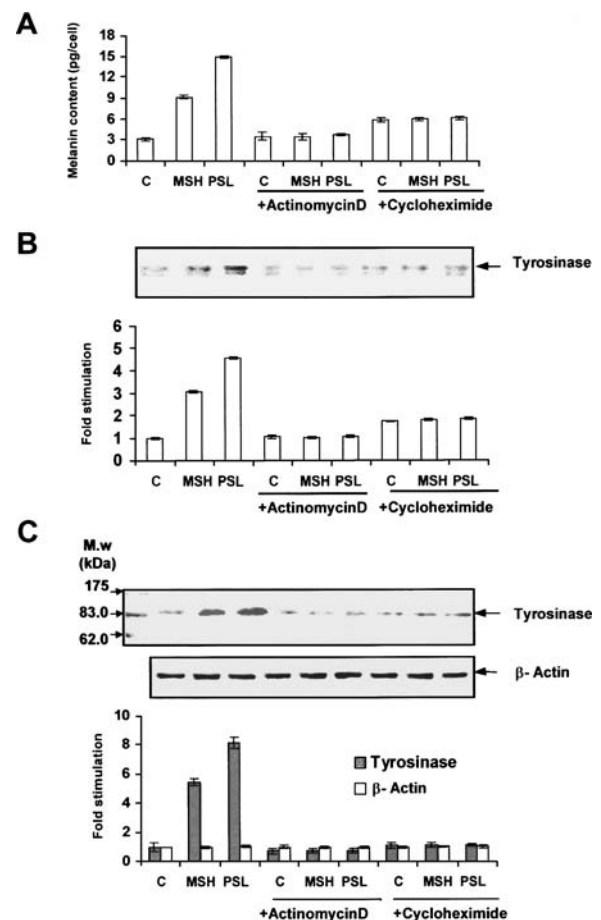 A
Melanin content (pg/cell)
18
15
12
9
6
3
0
C MSH PSL C MSH PSL C MSH PSL
+ActinomycinD +Cycloheximide
B
Tyrosinase
Fold stimulation
6
5
4
3
2
1
0
C MSH PSL C MSH PSL C MSH PSL
+ActinomycinD +Cycloheximide
C
M.w
(kDa)
175
83.0
62.0
Tyrosinase
β- Actin
Fold stimulation
10
8
6
4
2
0
Tyrosinase
β- Actin
C MSH PSL C MSH PSL C MSH PSL
+ActinomycinD +Cycloheximide